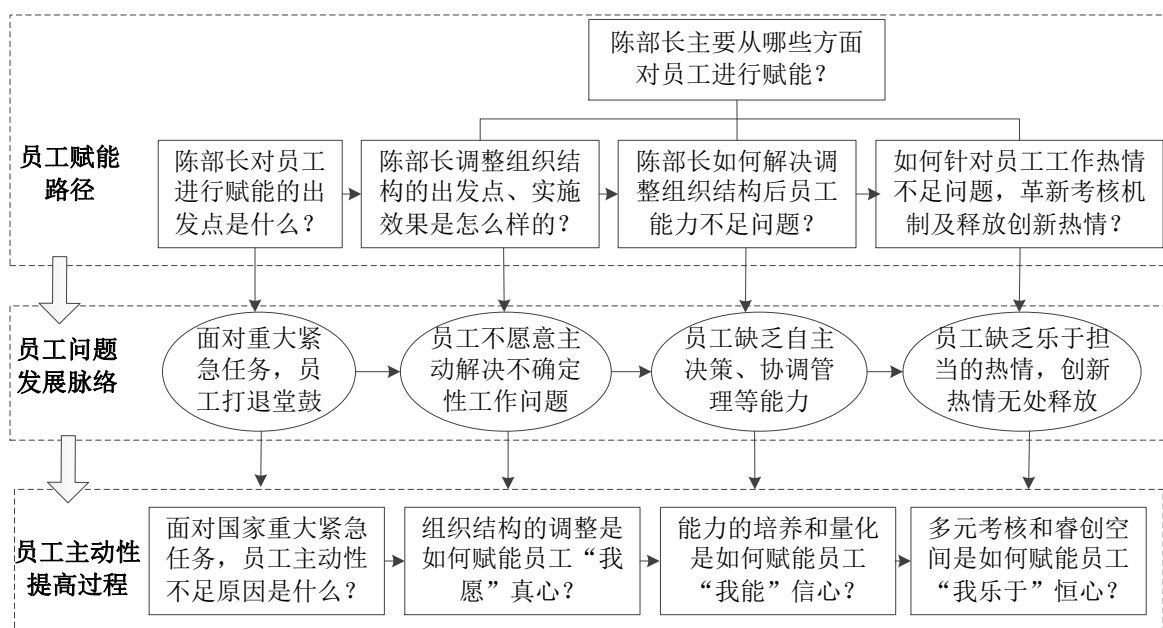 陈部长主要从哪些方面
对员工进行赋能？
员工赋能
路径
陈部长对员工
进行赋能的出
发点是什么？
陈部长调整组织结
构的出发点、实施
效果是怎么样的？
陈部长如何解决调
整组织结构后员工
能力不足问题？
如何针对员工工作热情
不足问题，革新考核机
制及释放创新热情？
员工问题
发展脉络
面对重大紧
急任务，员
工打退堂鼓
员工不愿意主
动解决不确定
性工作问题
员工缺乏自主
决策、协调管
理等能力
员工缺乏乐于担
当的热情，创新
热情无处释放
员工主动性
提高过程
面对国家重大紧急
任务，员工主动性
不足原因是什么？
组织结构的调整是
如何赋能员工“我
愿”真心？
能力的培养和量化
是如何赋能员工
“我能”信心？
多元考核和睿创空
间是如何赋能员工
“我乐于”恒心？